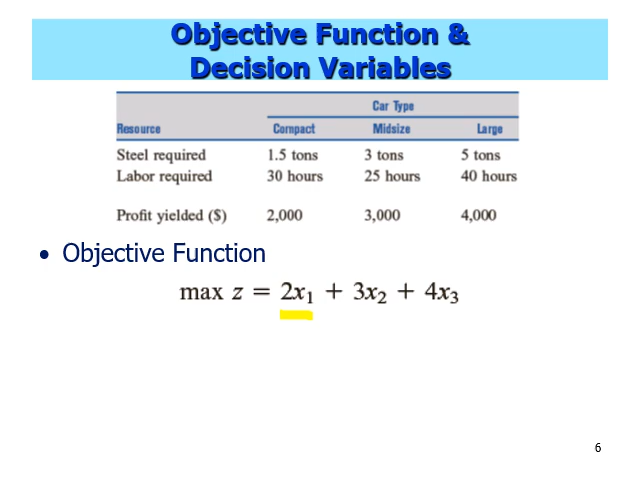 Objective Function &
Decision Variables
Car Type
Resource Compact Midsize Large
Steel required 1.5 tons 3 tons 5 tons
Labor required 30 hours 25 hours 40 hours
Profit yielded ($) 2,000 3,000 4,000
• Objective Function
max z = 2x₁ + 3x₂ + 4x₃
6